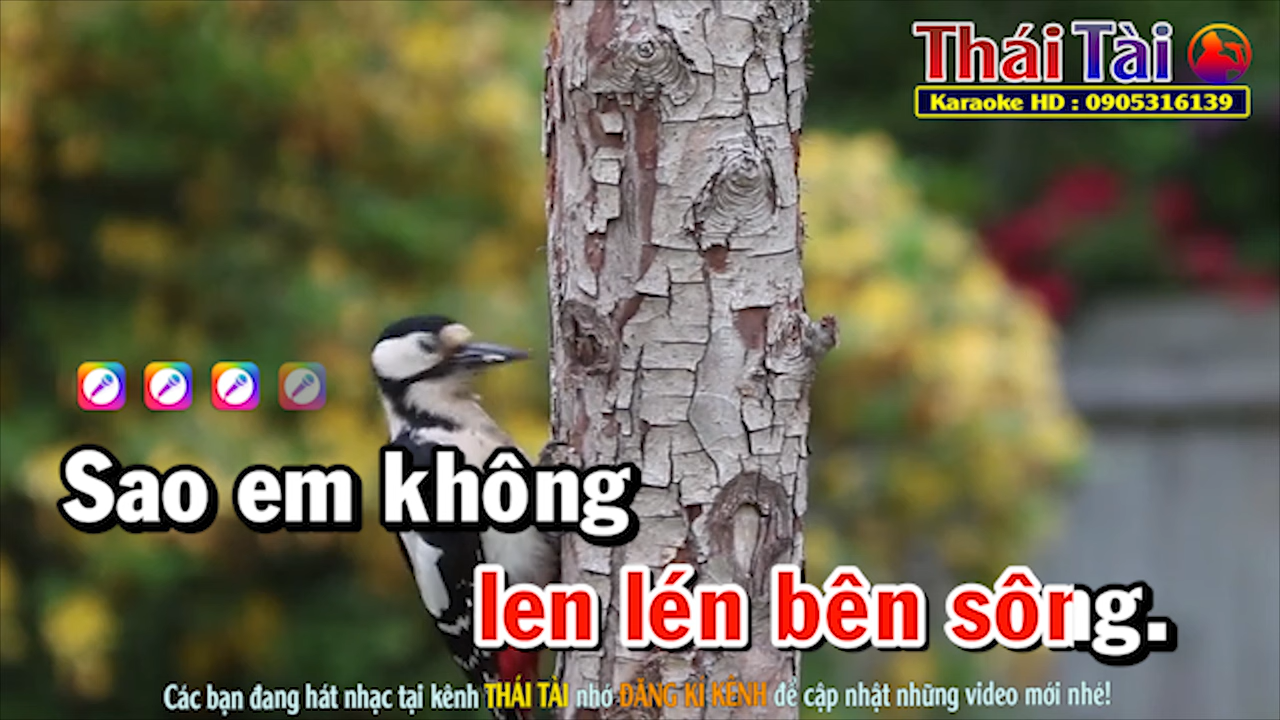 Thái Tài
Karaoke HD : 0905316139
Sao em không
len lén bên sông.
Các bạn đang hát nhạc tại kênh THÁI TÀI nhớ ĐĂNG KÍ KÊNH để cập nhật những video mới nhé!